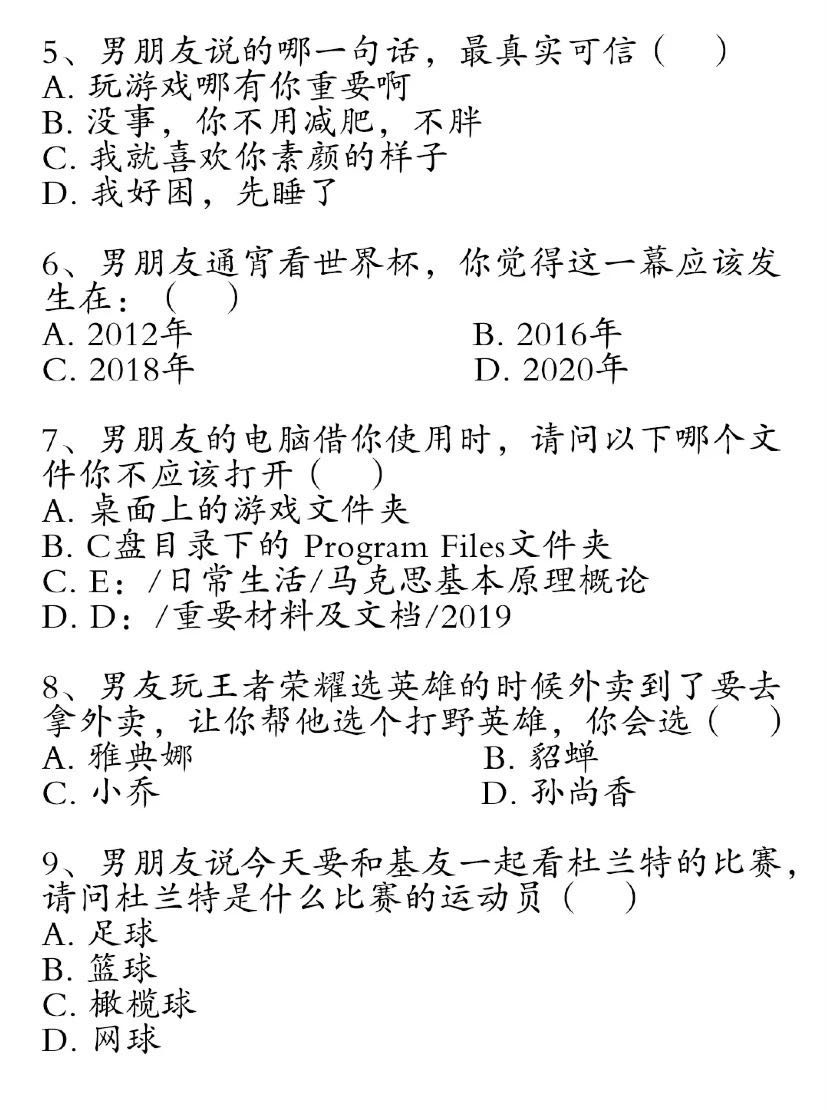 5、男朋友说的哪一句话，最真实可信（　）
A. 玩游戏哪有你重要啊
B. 没事，你不用减肥，不胖
C. 我就喜欢你素颜的样子
D. 我好困，先睡了
6、男朋友通宵看世界杯，你觉得这一幕应该发
生在：（　）
A. 2012年 B. 2016年
C. 2018年 D. 2020年
7、男朋友的电脑借你使用时，请问以下哪个文
件你不应该打开（　）
A. 桌面上的游戏文件夹
B. C盘目录下的 Program Files文件夹
C. E：/日常生活/马克思基本原理概论
D. D：/重要材料及文档/2019
8、男友玩王者荣耀选英雄的时候外卖到了要去
拿外卖，让你帮他选个打野英雄，你会选（　）
A. 雅典娜 B. 貂蝉
C. 小乔 D. 孙尚香
9、男朋友说今天要和基友一起看杜兰特的比赛，
请问杜兰特是什么比赛的运动员（　）
A. 足球
B. 篮球
C. 橄榄球
D. 网球